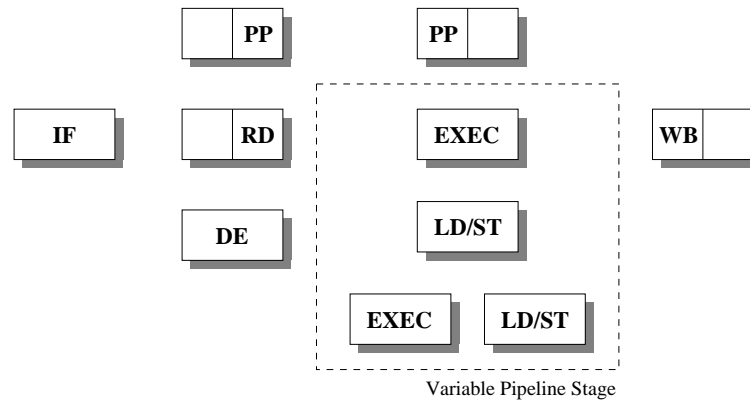 PP PP
IF RD EXEC WB
DE LD/ST
EXEC LD/ST
Variable Pipeline Stage